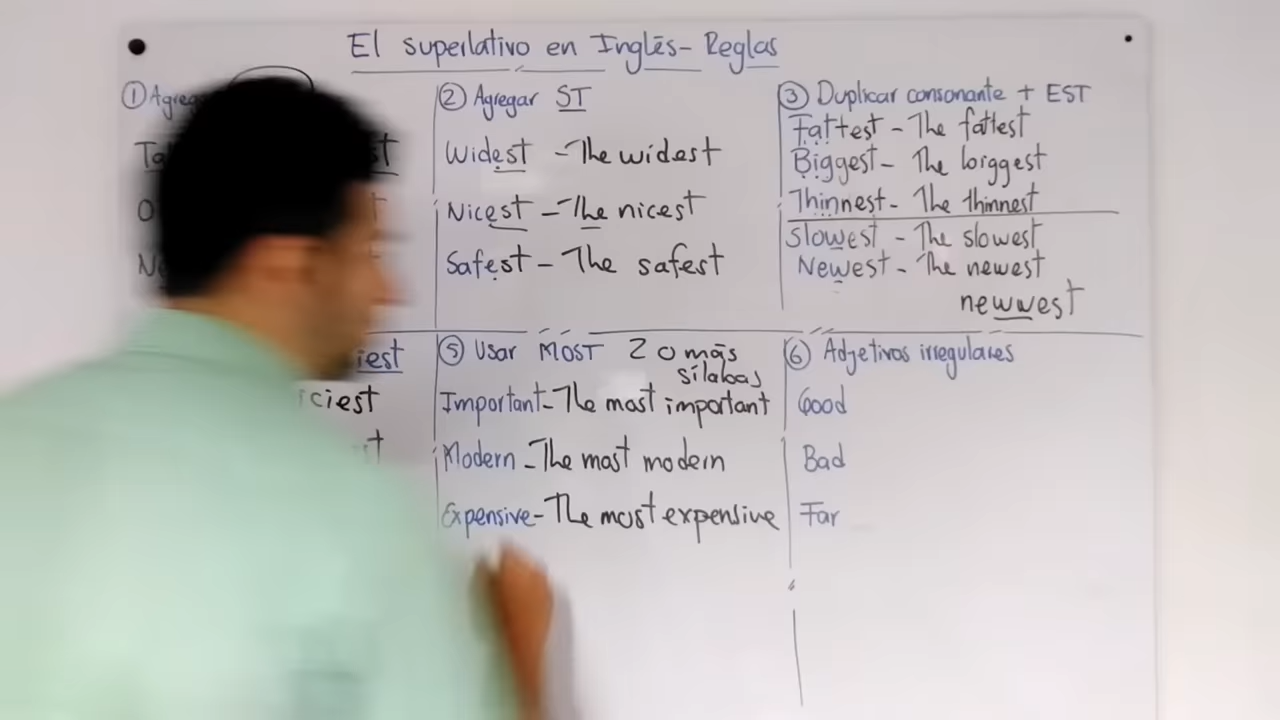 El superlativo en Inglés - Reglas
① Agreg
Ta st
O t
N
② Agregar ST
Widest - The widest
Nicest - The nicest
Safest - The safest
③ Duplicar consonante + EST
Fattest - The fattest
Biggest - The biggest
Thinnest - The thinnest
Slowest - The slowest
Newest - The newest
newwest
iest
ciest
⑤ Usar MOST 2 o más
sílabas
Important - The most important
Modern - The most modern
Expensive - The most expensive
⑥ Adjetivos irregulares
Good
Bad
Far